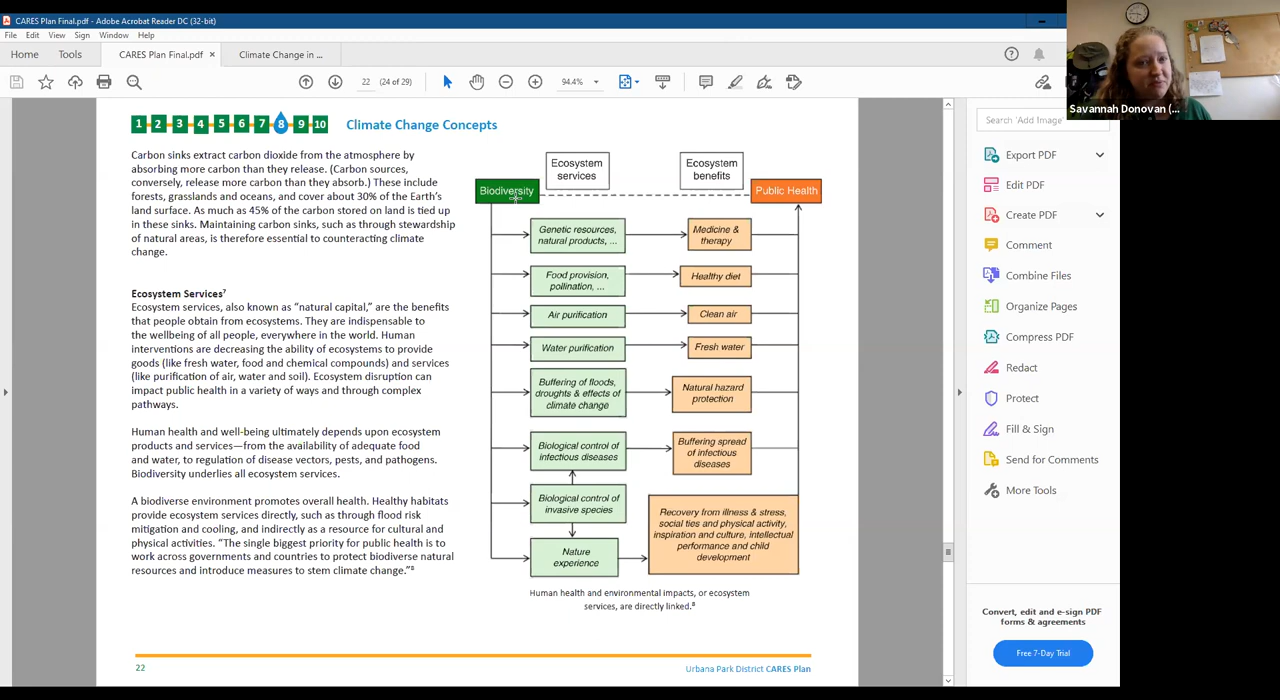 CARES Plan Final.pdf - Adobe Acrobat Reader DC (32-bit)
File Edit View Sign Window Help
Home Tools CARES Plan Final.pdf × Climate Change in ...
22 (24 of 29) 94.4%
Savannah Donovan (...
1 2 3 4 5 6 7 8 9 10 Climate Change Concepts
Carbon sinks extract carbon dioxide from the atmosphere by
absorbing more carbon than they release. (Carbon sources,
conversely, release more carbon than they absorb.) These include
forests, grasslands and oceans, and cover about 30% of the Earth's
land surface. As much as 45% of the carbon stored on land is tied up
in these sinks. Maintaining carbon sinks, such as through stewardship
of natural areas, is therefore essential to counteracting climate
change.
Ecosystem Services⁷
Ecosystem services, also known as "natural capital," are the benefits
that people obtain from ecosystems. They are indispensable to
the wellbeing of all people, everywhere in the world. Human
interventions are decreasing the ability of ecosystems to provide
goods (like fresh water, food and chemical compounds) and services
(like purification of air, water and soil). Ecosystem disruption can
impact public health in a variety of ways and through complex
pathways.
Human health and well-being ultimately depends upon ecosystem
products and services—from the availability of adequate food
and water, to regulation of disease vectors, pests, and pathogens.
Biodiversity underlies all ecosystem services.
A biodiverse environment promotes overall health. Healthy habitats
provide ecosystem services directly, such as through flood risk
mitigation and cooling, and indirectly as a resource for cultural and
physical activities. "The single biggest priority for public health is to
work across governments and countries to protect biodiverse natural
resources and introduce measures to stem climate change."⁸
Ecosystem
services
Ecosystem
benefits
Biodiversity
Public Health
Genetic resources,
natural products, ...
Medicine &
therapy
Food provision,
pollination, ...
Healthy diet
Air purification
Clean air
Water purification
Fresh water
Buffering of floods,
droughts & effects of
climate change
Natural hazard
protection
Biological control of
infectious diseases
Buffering spread
of infectious
diseases
Biological control of
invasive species
Nature
experience
Recovery from illness & stress,
social ties and physical activity,
inspiration and culture, intellectual
performance and child
development
Human health and environmental impacts, or ecosystem
services, are directly linked.⁸
22
Urbana Park District CARES Plan
Search 'Add Image'
Export PDF
Edit PDF
Create PDF
Comment
Combine Files
Organize Pages
Compress PDF
Redact
Protect
Fill & Sign
Send for Comments
More Tools
Convert, edit and e-sign PDF
forms & agreements
Free 7-Day Trial